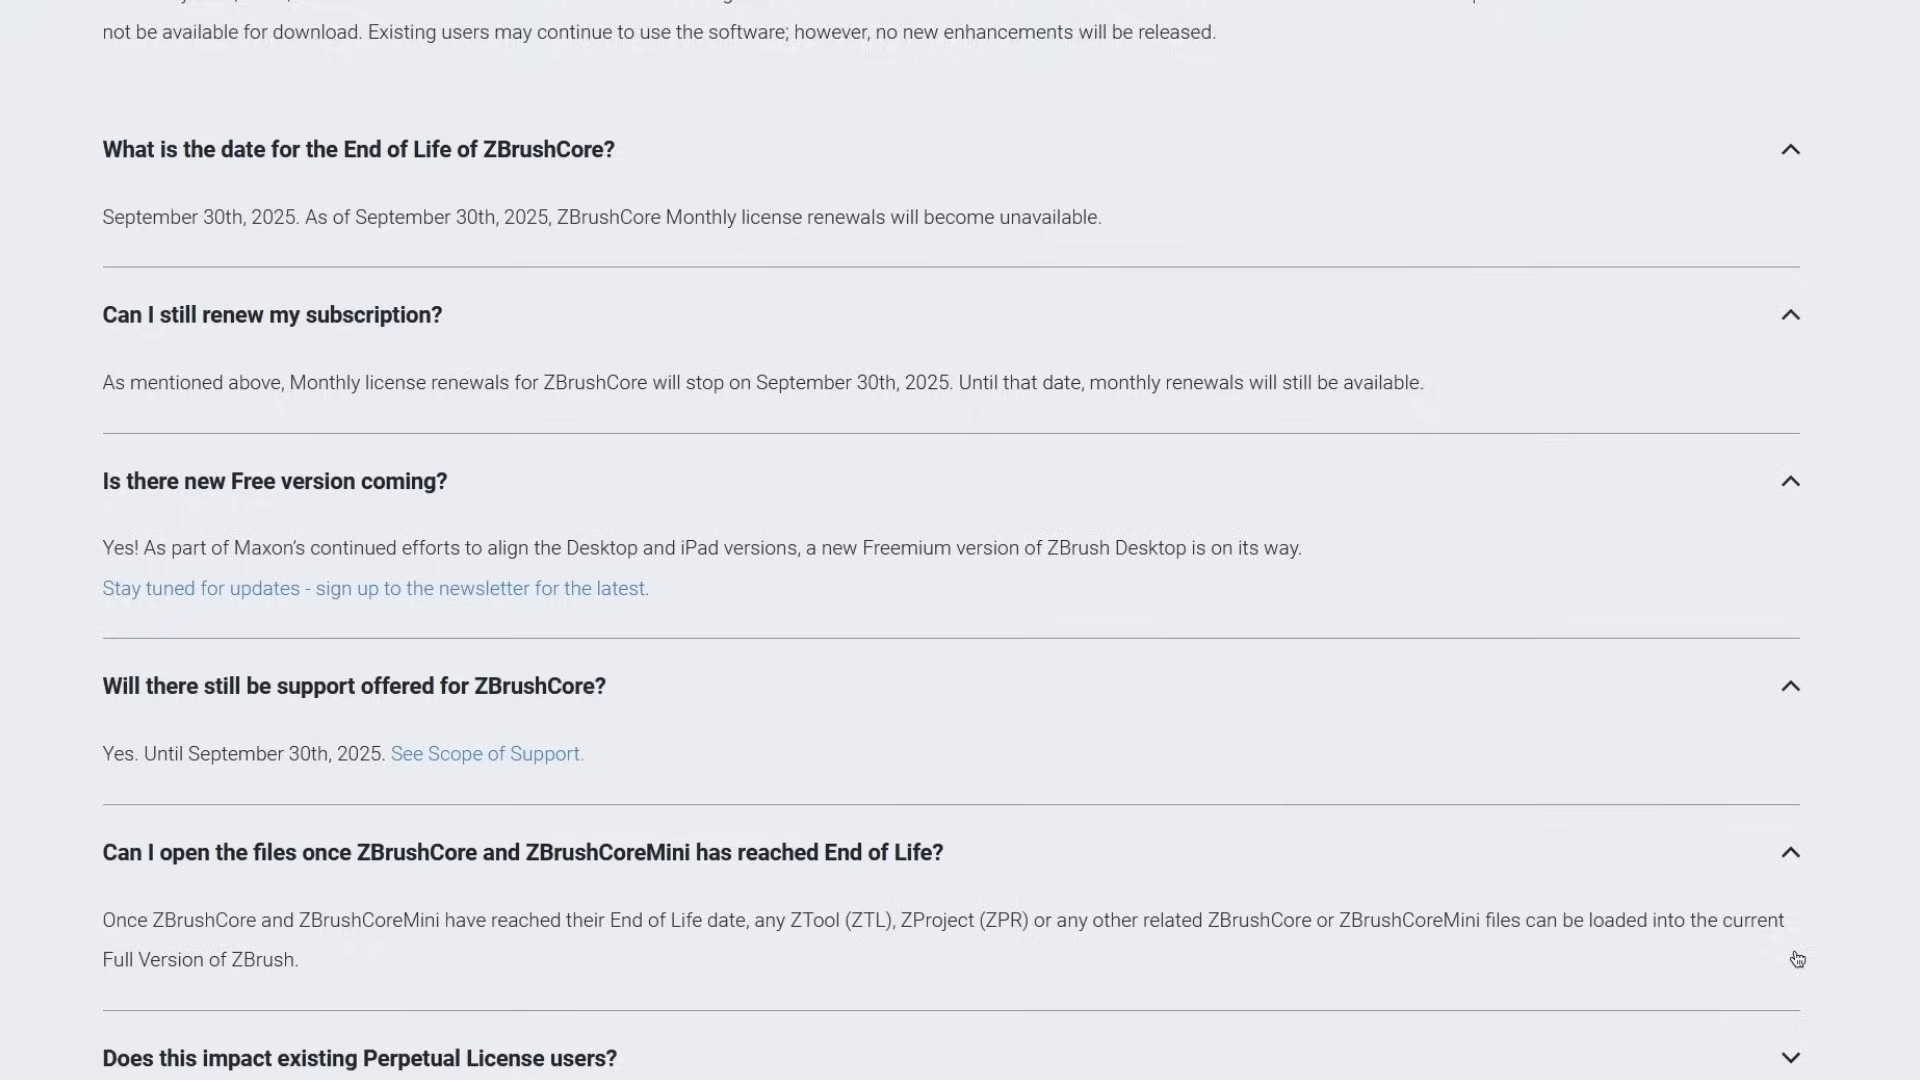 not be available for download. Existing users may continue to use the software; however, no new enhancements will be released.
What is the date for the End of Life of ZBrushCore?
September 30th, 2025. As of September 30th, 2025, ZBrushCore Monthly license renewals will become unavailable.
Can I still renew my subscription?
As mentioned above, Monthly license renewals for ZBrushCore will stop on September 30th, 2025. Until that date, monthly renewals will still be available.
Is there new Free version coming?
Yes! As part of Maxon's continued efforts to align the Desktop and iPad versions, a new Freemium version of ZBrush Desktop is on its way.
Stay tuned for updates - sign up to the newsletter for the latest.
Will there still be support offered for ZBrushCore?
Yes. Until September 30th, 2025. See Scope of Support.
Can I open the files once ZBrushCore and ZBrushCoreMini has reached End of Life?
Once ZBrushCore and ZBrushCoreMini have reached their End of Life date, any ZTool (ZTL), ZProject (ZPR) or any other related ZBrushCore or ZBrushCoreMini files can be loaded into the current
Full Version of ZBrush.
Does this impact existing Perpetual License users?